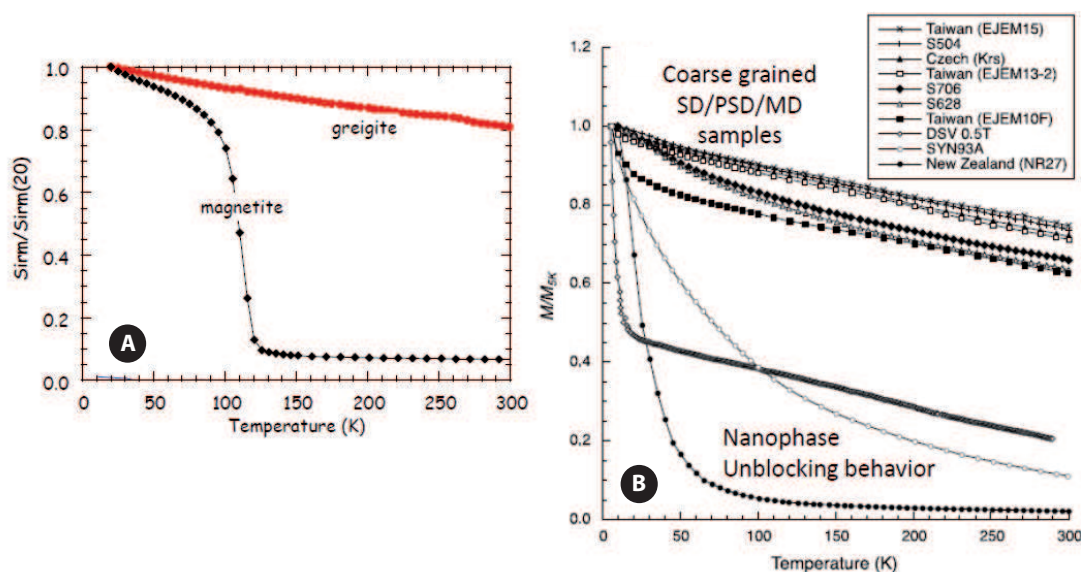 1.0
0.8
0.6
0.4
0.2
0.0
Sirm/Sirm(20)
greigite
magnetite
A
50
100
150
200
250
300
Temperature (K)
1.2
1.0
0.8
0.6
0.4
0.2
0.0
M/M5K
Coarse grained
SD/PSD/MD
samples
Taiwan (EJEM15)
S504
Czech (Krs)
Taiwan (EJEM13-2)
S706
S628
Taiwan (EJEM10F)
DSV 0.5T
SYN93A
New Zealand (NR27)
Nanophase
Unblocking behavior
B
0
50
100
150
200
250
300
Temperature (K)